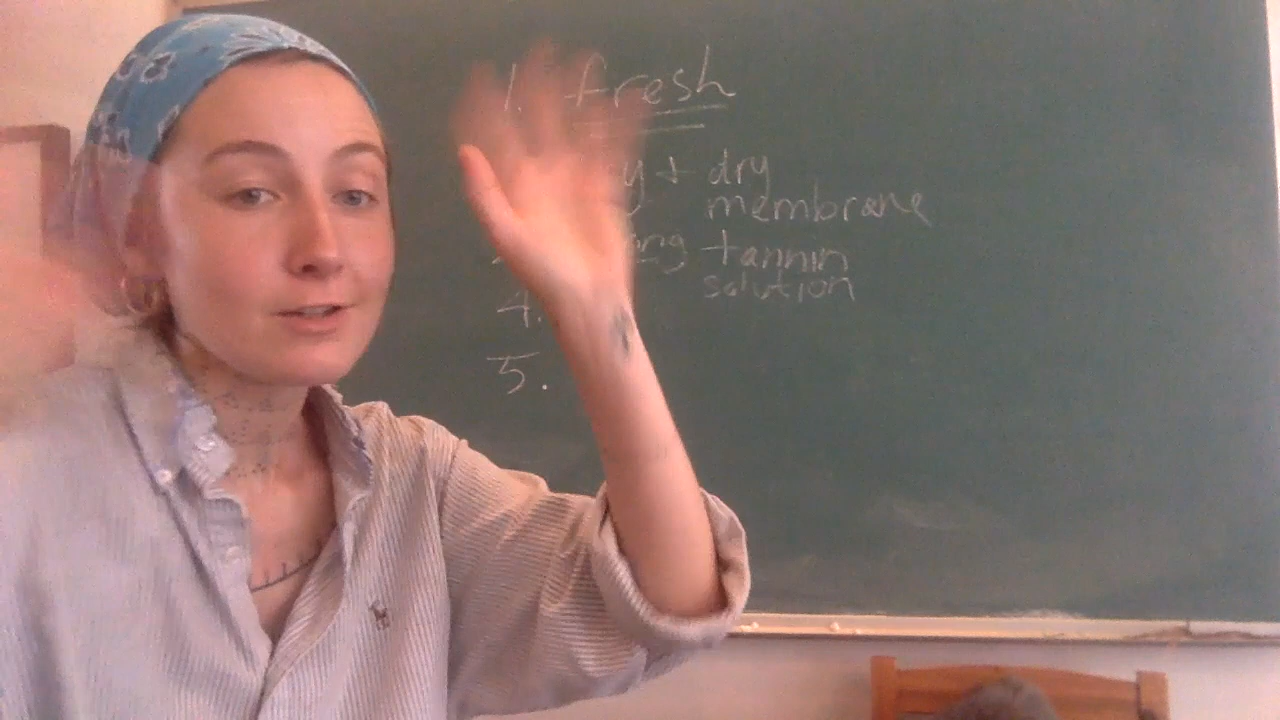 1. fresh
y + dry
membrane
tannin
solution
4.
5.